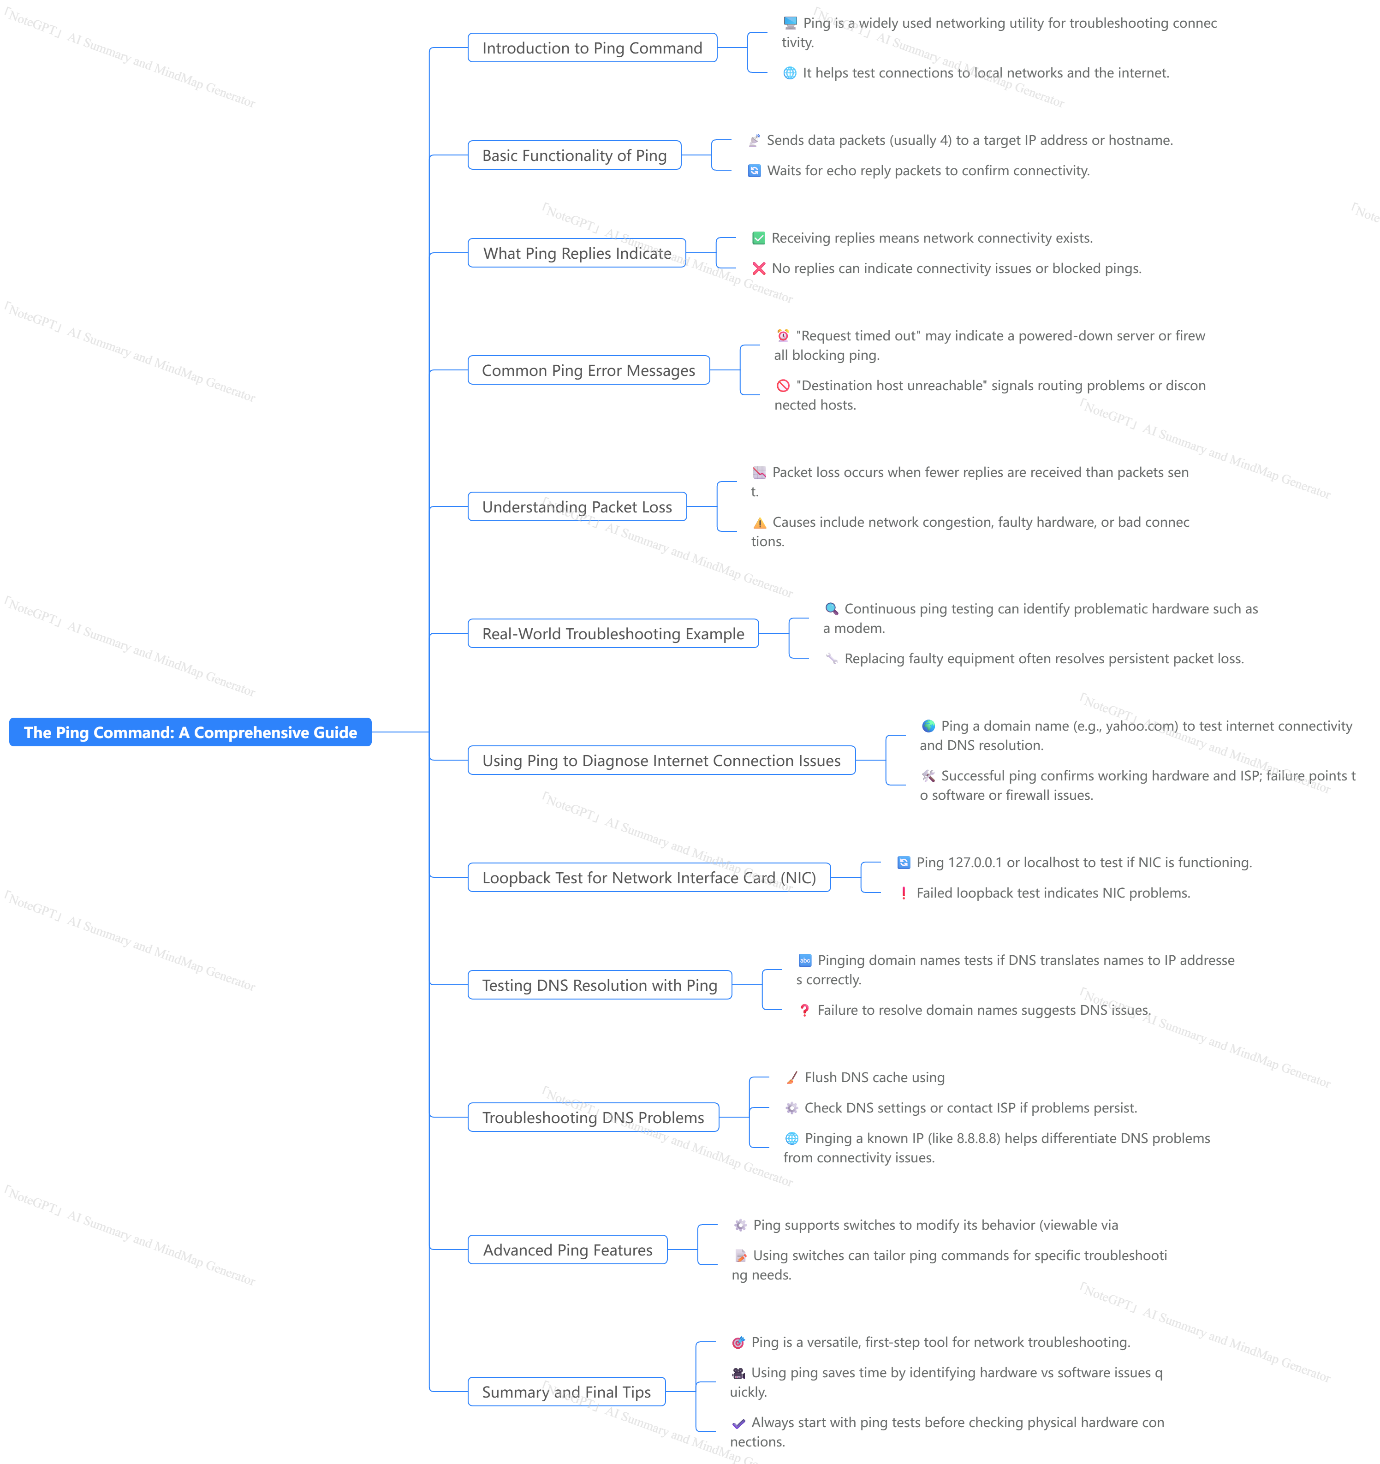 The Ping Command: A Comprehensive Guide
Introduction to Ping Command
🖥️ Ping is a widely used networking utility for troubleshooting connec
tivity.
🌐 It helps test connections to local networks and the internet.
Basic Functionality of Ping
📡 Sends data packets (usually 4) to a target IP address or hostname.
🔄 Waits for echo reply packets to confirm connectivity.
What Ping Replies Indicate
✅ Receiving replies means network connectivity exists.
❌ No replies can indicate connectivity issues or blocked pings.
Common Ping Error Messages
⏰ "Request timed out" may indicate a powered-down server or firew
all blocking ping.
🚫 "Destination host unreachable" signals routing problems or discon
nected hosts.
Understanding Packet Loss
📉 Packet loss occurs when fewer replies are received than packets sen
t.
⚠️ Causes include network congestion, faulty hardware, or bad connec
tions.
Real-World Troubleshooting Example
🔍 Continuous ping testing can identify problematic hardware such as
a modem.
🔧 Replacing faulty equipment often resolves persistent packet loss.
Using Ping to Diagnose Internet Connection Issues
🌍 Ping a domain name (e.g., yahoo.com) to test internet connectivity
and DNS resolution.
🛠️ Successful ping confirms working hardware and ISP; failure points t
o software or firewall issues.
Loopback Test for Network Interface Card (NIC)
🔄 Ping 127.0.0.1 or localhost to test if NIC is functioning.
❗ Failed loopback test indicates NIC problems.
Testing DNS Resolution with Ping
🔤 Pinging domain names tests if DNS translates names to IP addresse
s correctly.
❓ Failure to resolve domain names suggests DNS issues.
Troubleshooting DNS Problems
🧹 Flush DNS cache using
⚙️ Check DNS settings or contact ISP if problems persist.
🌐 Pinging a known IP (like 8.8.8.8) helps differentiate DNS problems
from connectivity issues.
Advanced Ping Features
⚙️ Ping supports switches to modify its behavior (viewable via
📝 Using switches can tailor ping commands for specific troubleshooti
ng needs.
Summary and Final Tips
🎯 Ping is a versatile, first-step tool for network troubleshooting.
🎥 Using ping saves time by identifying hardware vs software issues q
uickly.
✔️ Always start with ping tests before checking physical hardware con
nections.
「NoteGPT」 AI Summary and MindMap Generator